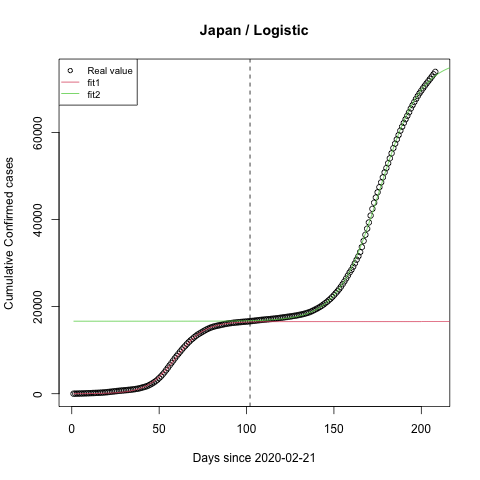 Japan / Logistic
Real value
fit1
fit2
Cumulative Confirmed cases
60000
40000
20000
0
0 50 100 150 200
Days since 2020-02-21